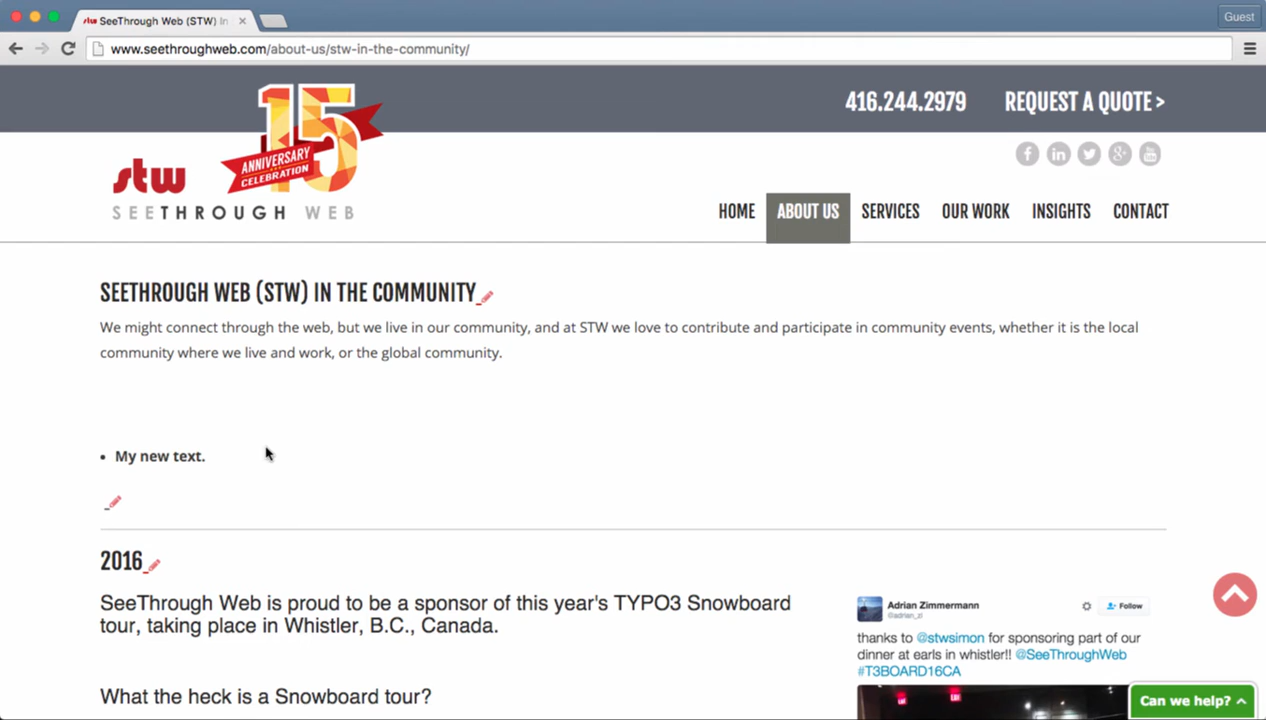 SeeThrough Web (STW) In
Guest
www.seethroughweb.com/about-us/stw-in-the-community/
416.244.2979
REQUEST A QUOTE >
15
ANNIVERSARY
CELEBRATION
stw
SEETHROUGH WEB
HOME
ABOUT US
SERVICES
OUR WORK
INSIGHTS
CONTACT
SEETHROUGH WEB (STW) IN THE COMMUNITY
We might connect through the web, but we live in our community, and at STW we love to contribute and participate in community events, whether it is the local
community where we live and work, or the global community.
• My new text.
2016
SeeThrough Web is proud to be a sponsor of this year's TYPO3 Snowboard
tour, taking place in Whistler, B.C., Canada.
What the heck is a Snowboard tour?
Adrian Zimmermann
@adrian_zi
Follow
thanks to @stwsimon for sponsoring part of our
dinner at earls in whistler!! @SeeThroughWeb
#T3BOARD16CA
Can we help?